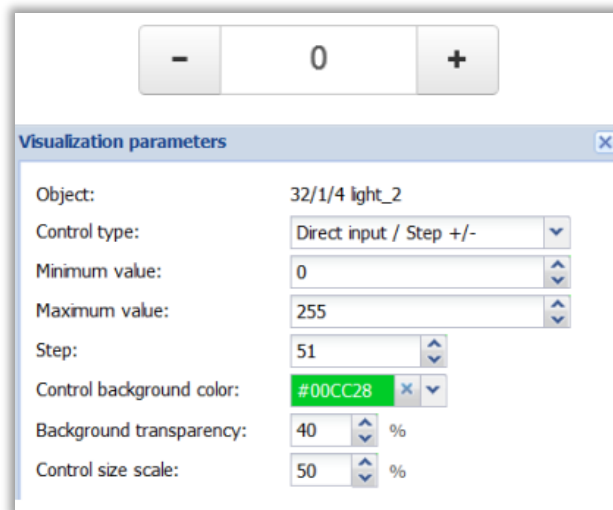 - 0 +
Visualization parameters
Object: 32/1/4 light_2
Control type: Direct input / Step +/-
Minimum value: 0
Maximum value: 255
Step: 51
Control background color: #00CC28
Background transparency: 40 %
Control size scale: 50 %